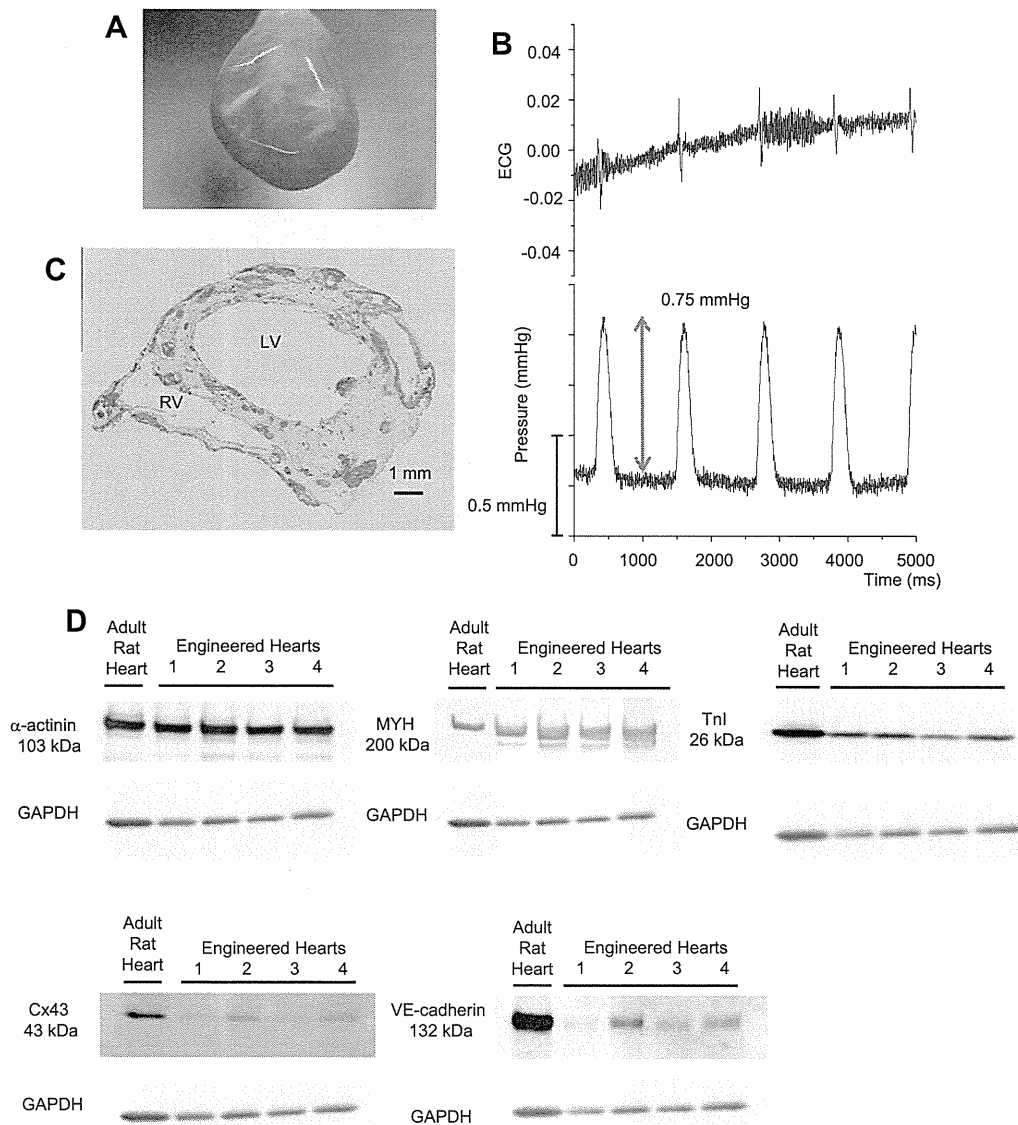 A
B
0.04
0.02
0.00
-0.02
-0.04
ECG
C
LV
RV
1 mm
0.75 mmHg
Pressure (mmHg)
0.5 mmHg
0 1000 2000 3000 4000 5000
Time (ms)
D
Adult
Rat
Heart
Engineered Hearts
1 2 3 4
α-actinin
103 kDa
GAPDH
Adult
Rat
Heart
Engineered Hearts
1 2 3 4
MYH
200 kDa
GAPDH
Adult
Rat
Heart
Engineered Hearts
1 2 3 4
TnI
26 kDa
GAPDH
Adult
Rat
Heart
Engineered Hearts
1 2 3 4
Cx43
43 kDa
GAPDH
Adult
Rat
Heart
Engineered Hearts
1 2 3 4
VE-cadherin
132 kDa
GAPDH